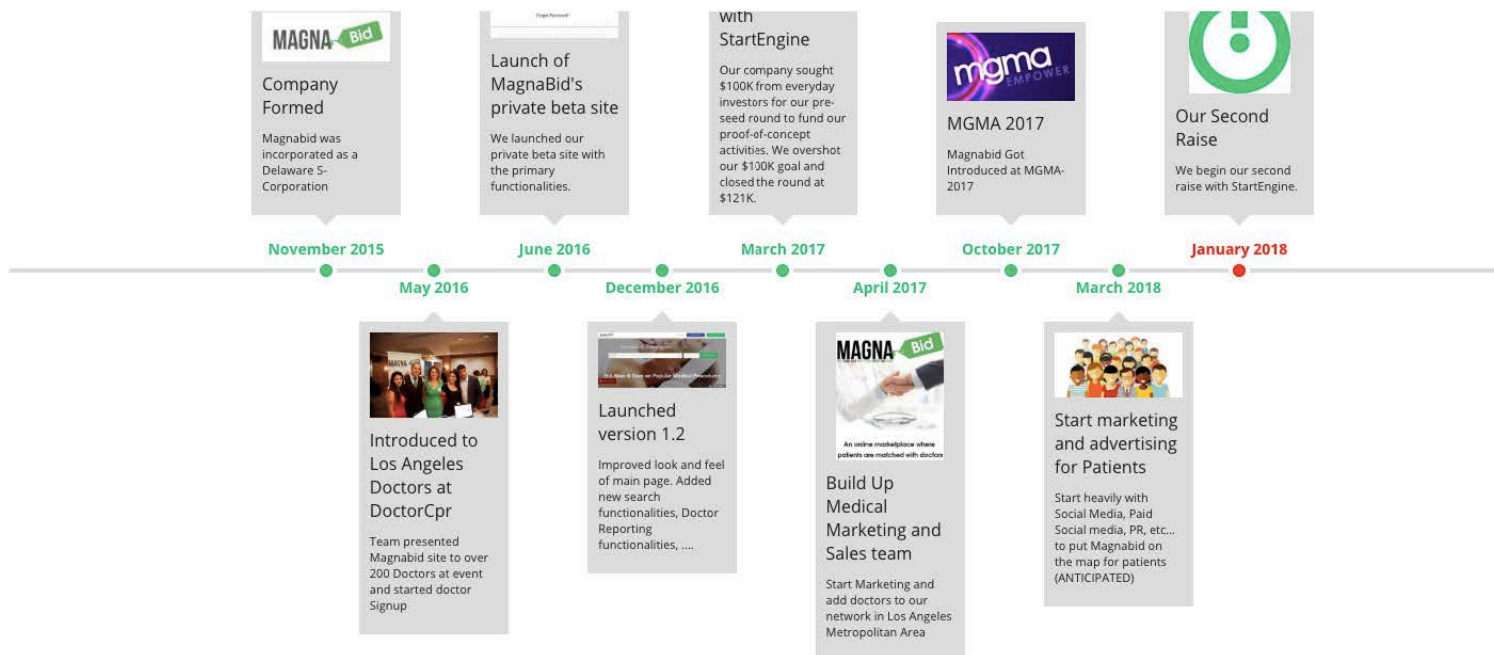 MAGNA Bid
Company
Formed
Magnabid was
incorporated as a
Delaware S-
Corporation
November 2015
Forgot Password?
Launch of
MagnaBid's
private beta site
We launched our
private beta site with
the primary
functionalities.
June 2016
with
StartEngine
Our company sought
$100K from everyday
investors for our pre-
seed round to fund our
proof-of-concept
activities. We overshot
our $100K goal and
closed the round at
$121K.
March 2017
mgma
EMPOWER
MGMA 2017
Magnabid Got
Introduced at MGMA-
2017
October 2017
Our Second
Raise
We begin our second
raise with StartEngine.
January 2018
May 2016
MAGNA
Introduced to
Los Angeles
Doctors at
DoctorCpr
Team presented
Magnabid site to over
200 Doctors at event
and started doctor
Signup
December 2016
Bid Now & Save on Popular Medical Procedures
Launched
version 1.2
Improved look and feel
of main page. Added
new search
functionalities, Doctor
Reporting
functionalities, ....
April 2017
MAGNA Bid
An online marketplace where
patients are matched with doctors
Build Up
Medical
Marketing and
Sales team
Start Marketing and
add doctors to our
network in Los Angeles
Metropolitan Area
March 2018
Start marketing
and advertising
for Patients
Start heavily with
Social Media, Paid
Social media, PR, etc...
to put Magnabid on
the map for patients
(ANTICIPATED)